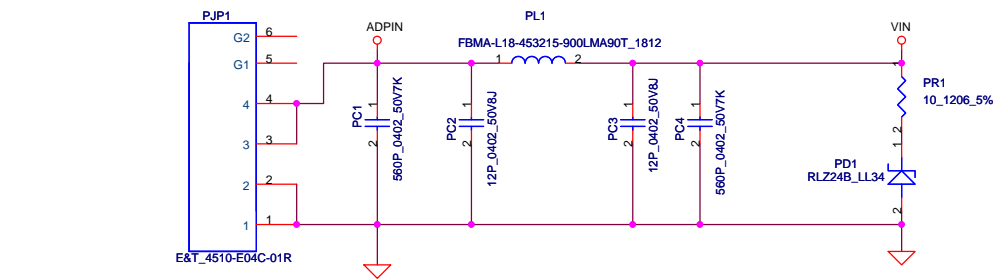 PJP1
G2 6
G1 5
4 4
3 3
2 2
1 1
E&T_4510-E04C-01R
ADPIN
PL1
FBMA-L18-453215-900LMA90T_1812
1 2
PC1
1
2
560P_0402_50V7K
PC2
1
2
12P_0402_50V8J
PC3
1
2
12P_0402_50V8J
PC4
1
2
560P_0402_50V7K
VIN
1
PR1
10_1206_5%
2
1
PD1
RLZ24B_LL34
2